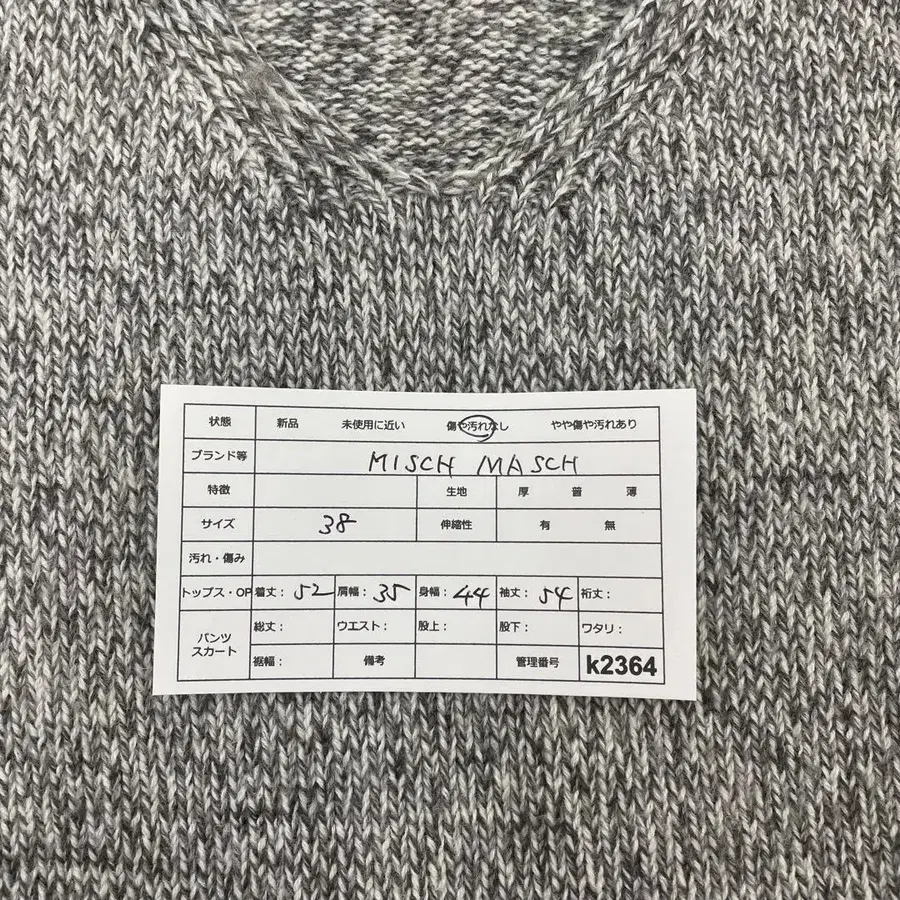 状態 新品 未使用に近い 傷や汚れなし やや傷や汚れあり
ブランド等 MISCH MASCH
特徴 生地 厚 普 薄
サイズ 38 伸縮性 有 無
汚れ・傷み
トップス・OP 着丈： 52 肩幅： 35 身幅： 44 袖丈： 54 裄丈：
パンツ スカート
総丈： ウエスト： 股上： 股下： ワタリ：
裾幅： 備考 管理番号 k2364